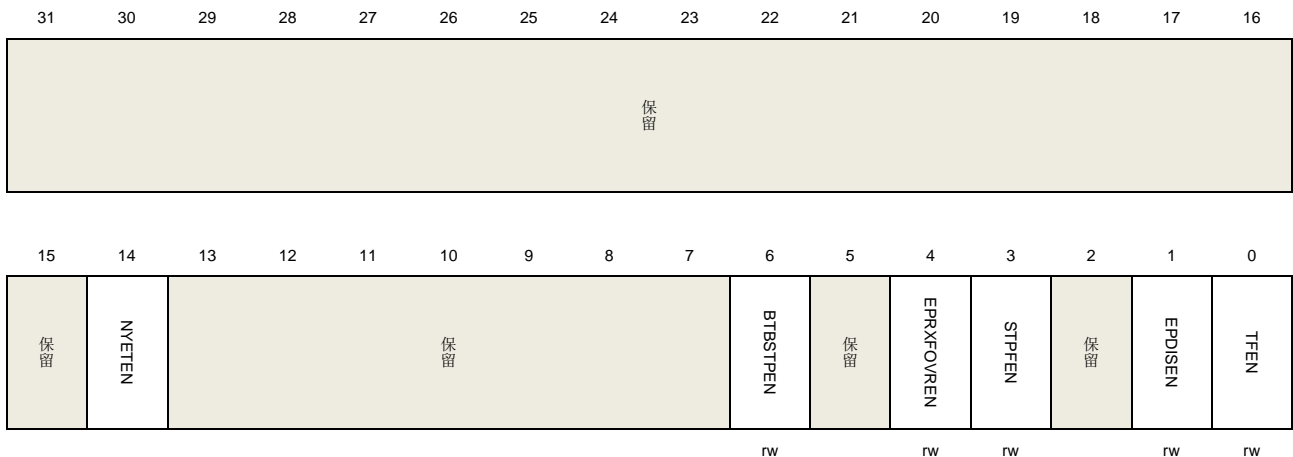 31 30 29 28 27 26 25 24 23 22 21 20 19 18 17 16
保留
15 14 13 12 11 10 9 8 7 6 5 4 3 2 1 0
保留 NYETEN 保留 BTBSTPEN 保留 EPRXFOVREN STPFEN 保留 EPDISEN TFEN
rw rw rw rw rw